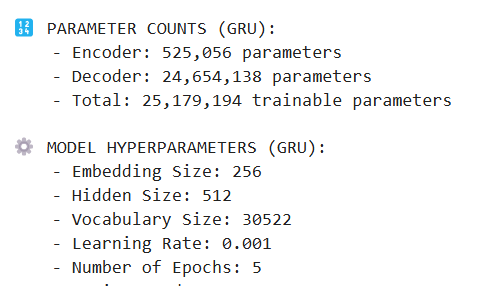 PARAMETER COUNTS (GRU):
- Encoder: 525,056 parameters
- Decoder: 24,654,138 parameters
- Total: 25,179,194 trainable parameters
MODEL HYPERPARAMETERS (GRU):
- Embedding Size: 256
- Hidden Size: 512
- Vocabulary Size: 30522
- Learning Rate: 0.001
- Number of Epochs: 5